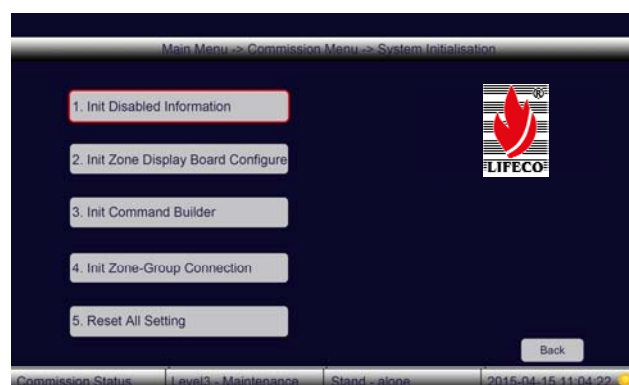 Main Menu -> Commission Menu -> System Initialisation
1. Init Disabled Information
®
2. Init Zone Display Board Configure
LIFECO
3. Init Command Builder
4. Init Zone-Group Connection
5. Reset All Setting
Back
Commission Status Level3 - Maintenance Stand - alone 2015-04-15 11:04:22